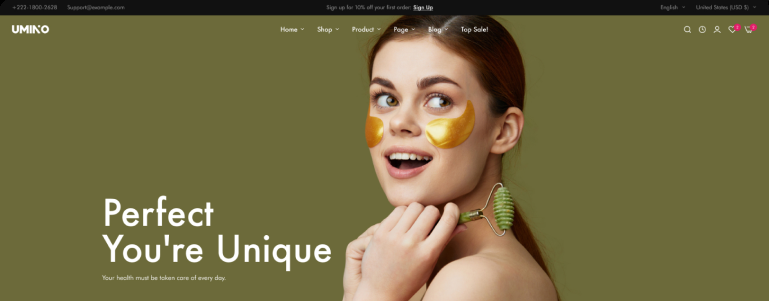 +222-1800-2628 Support@example.com Sign up for 10% off your first order: Sign Up English United States (USD $)
UMINO Home Shop Product Page Blog Top Sale!
Perfect
You're Unique
Your health must be taken care of every day.